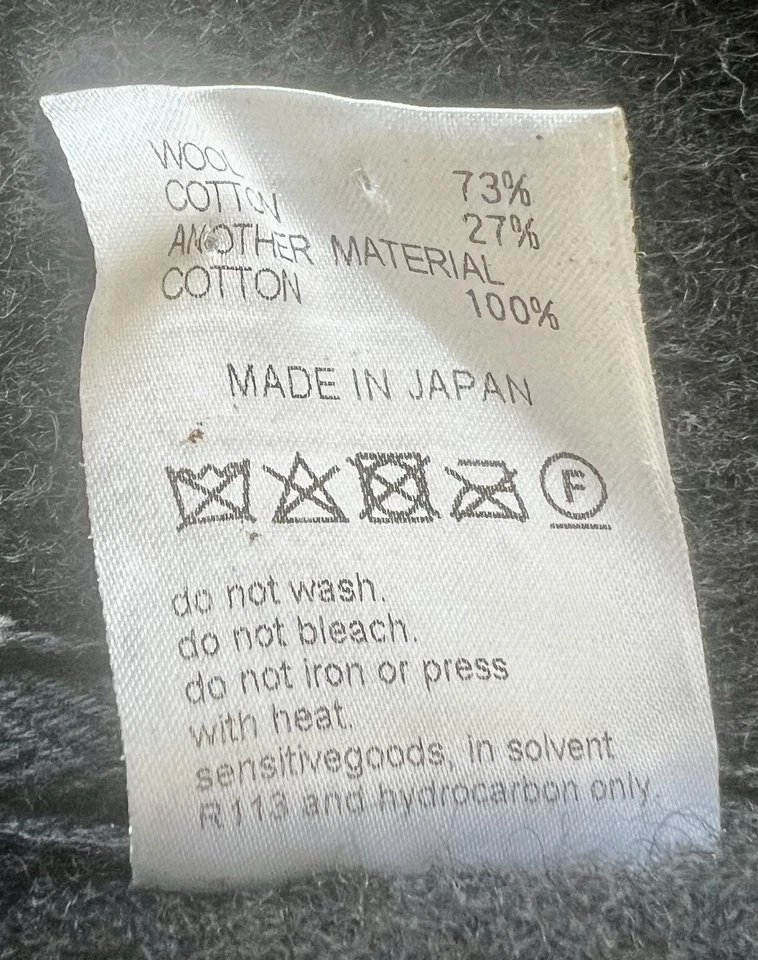 WOOL 73%
COTTON 27%
ANOTHER MATERIAL
COTTON 100%
MADE IN JAPAN
F
do not wash.
do not bleach.
do not iron or press
with heat.
sensitivegoods, in solvent
R113 and hydrocarbon only.